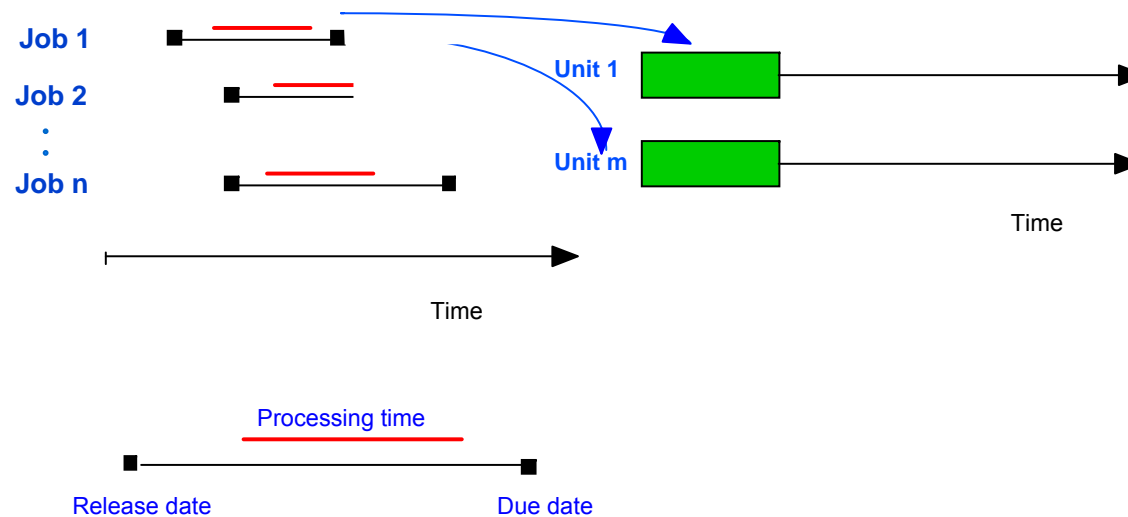 Job 1
Job 2
Job n
Time
Unit 1
Unit m
Time
Processing time
Release date
Due date